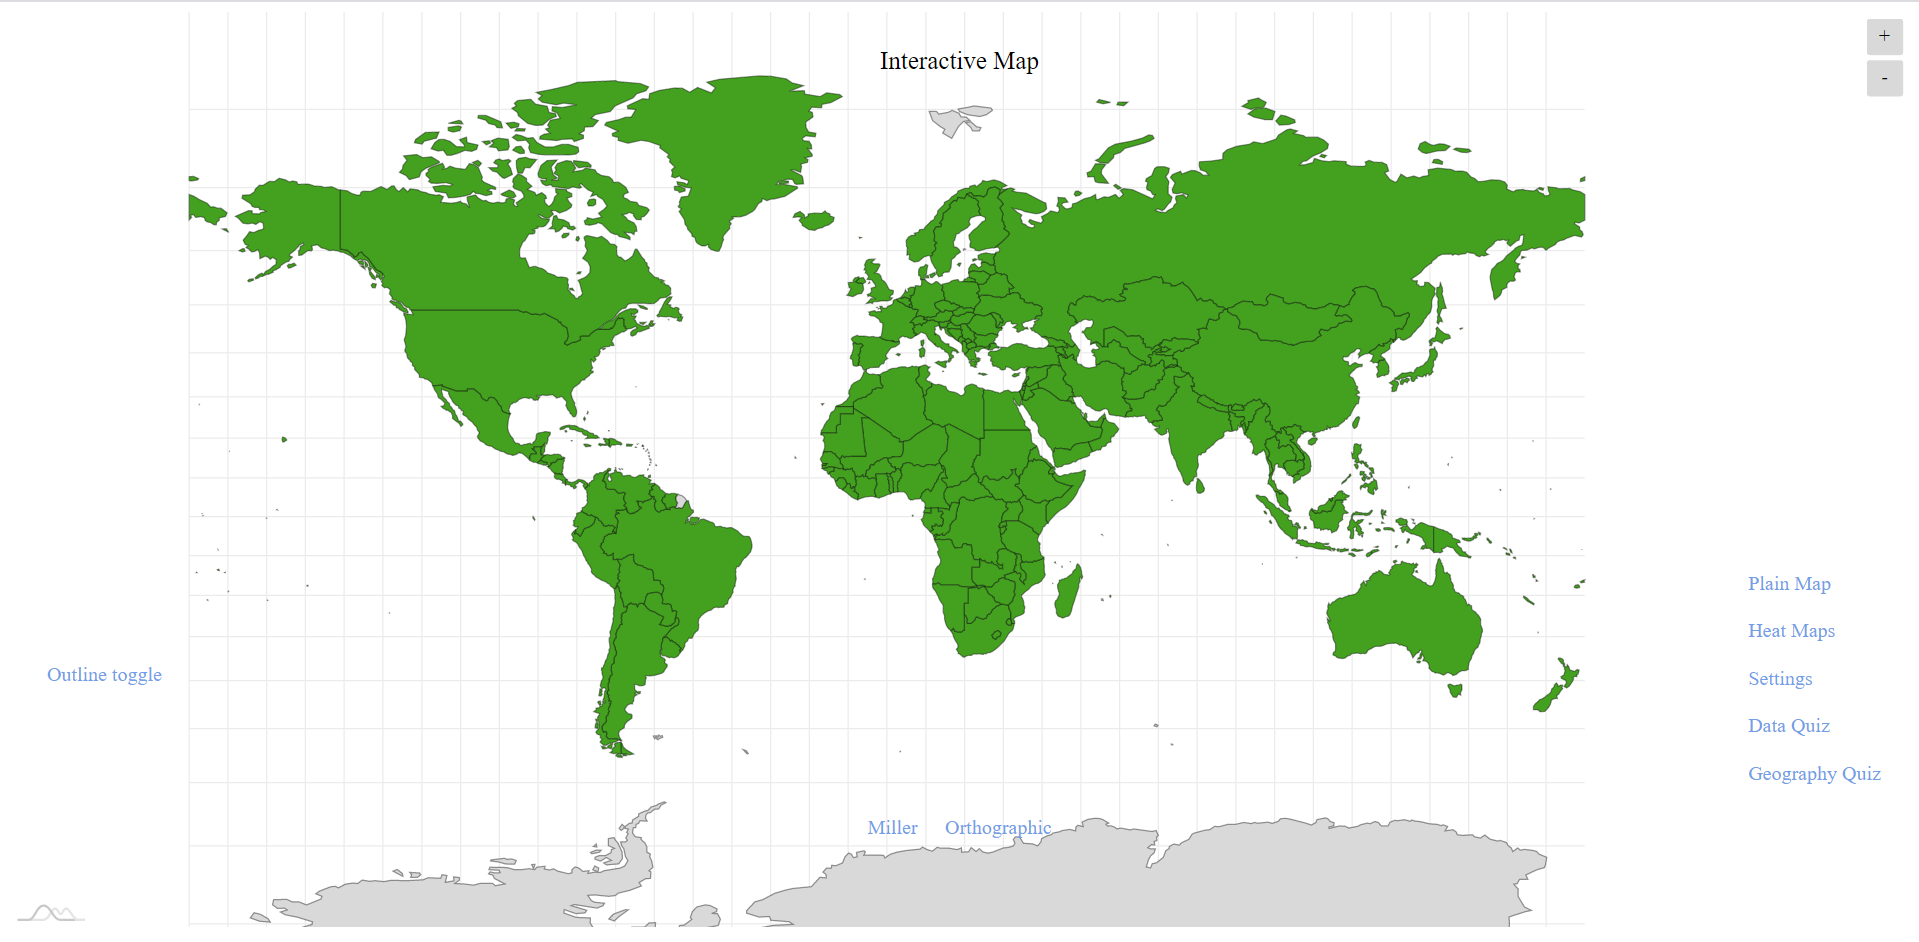 Interactive Map
+
-
Plain Map
Heat Maps
Outline toggle
Settings
Data Quiz
Geography Quiz
Miller Orthographic